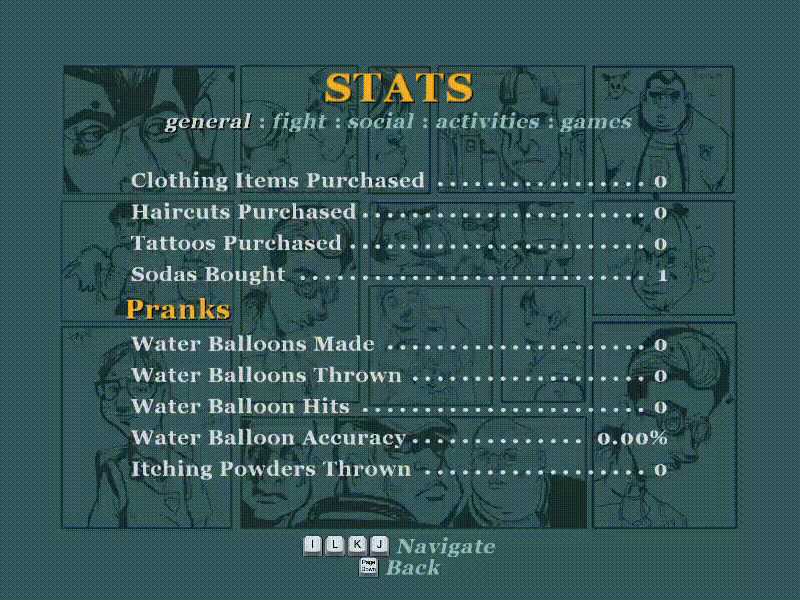 STATS
general : fight : social : activities : games
Clothing Items Purchased .................. 0
Haircuts Purchased ........................ 0
Tattoos Purchased ......................... 0
Sodas Bought .............................. 1
Pranks
Water Balloons Made ....................... 0
Water Balloons Thrown ..................... 0
Water Balloon Hits ........................ 0
Water Balloon Accuracy .............. 0.00%
Itching Powders Thrown .................... 0
I L K J Navigate
Page Down Back